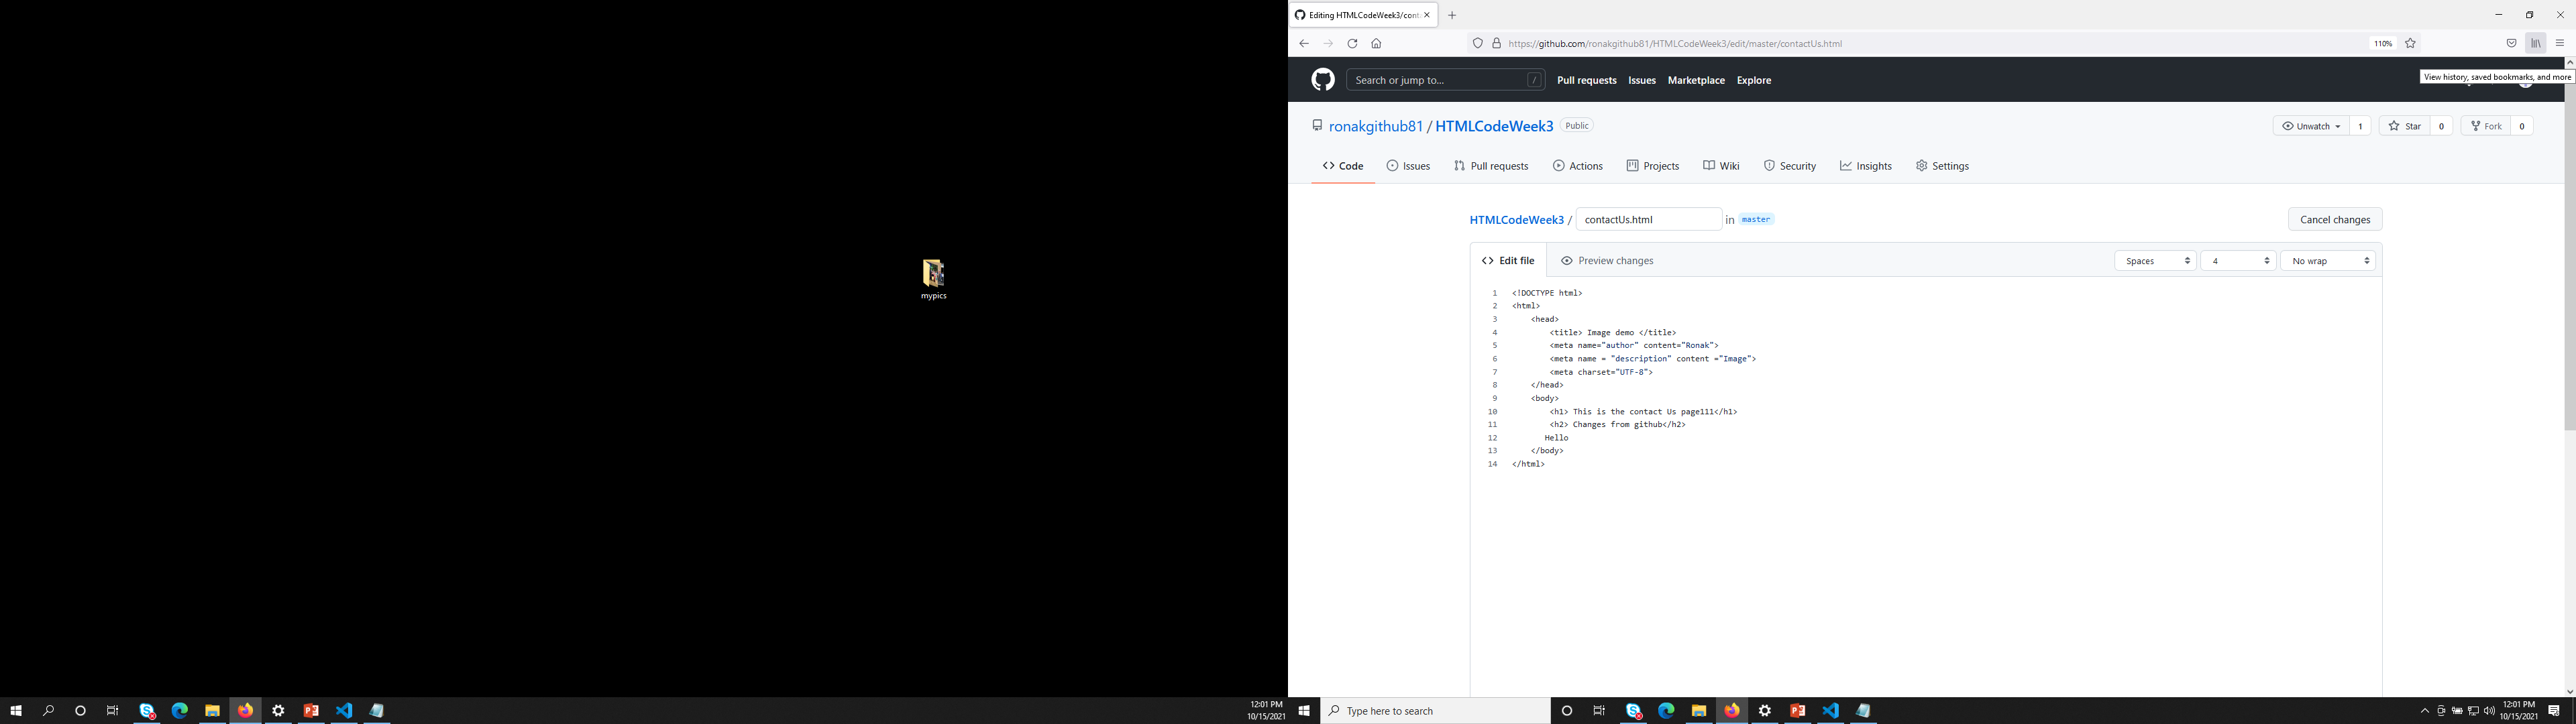 mypics
12:01 PM
10/15/2021
Editing HTMLCodeWeek3/cont
https://github.com/ronakgithub81/HTMLCodeWeek3/edit/master/contactUs.html
110%
View history, saved bookmarks, and more
Search or jump to...
/
Pull requests
Issues
Marketplace
Explore
ronakgithub81 / HTMLCodeWeek3 Public
Unwatch 1
Star 0
Fork 0
Code
Issues
Pull requests
Actions
Projects
Wiki
Security
Insights
Settings
HTMLCodeWeek3 / contactUs.html in master
Cancel changes
Edit file
Preview changes
Spaces
4
No wrap
1 <!DOCTYPE html>
2 <html>
3 <head>
4 <title> Image demo </title>
5 <meta name="author" content="Ronak">
6 <meta name = "description" content ="Image">
7 <meta charset="UTF-8">
8 </head>
9 <body>
10 <h1> This is the contact Us page111</h1>
11 <h2> Changes from github</h2>
12 Hello
13 </body>
14 </html>
Type here to search
12:01 PM
10/15/2021